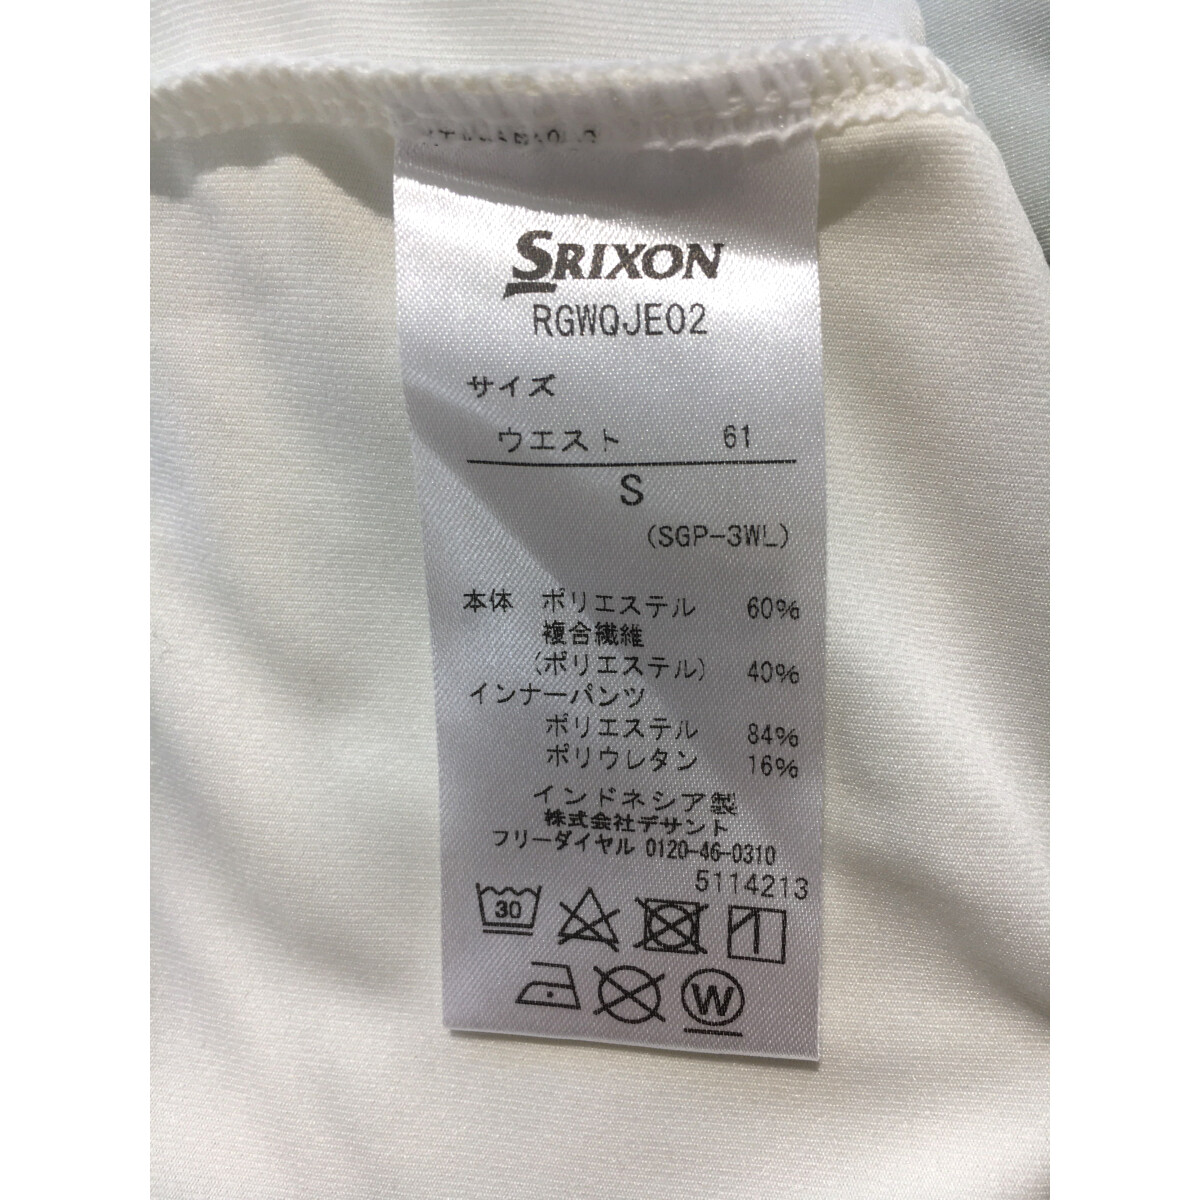 SRIXON
RGWQJE02
サイズ
ウエスト 61
S
(SGP-3WL)
本体 ポリエステル 60%
複合繊維
(ポリエステル) 40%
インナーパンツ
ポリエステル 84%
ポリウレタン 16%
インドネシア製
株式会社デサント
フリーダイヤル 0120-46-0310
5114213
30
W